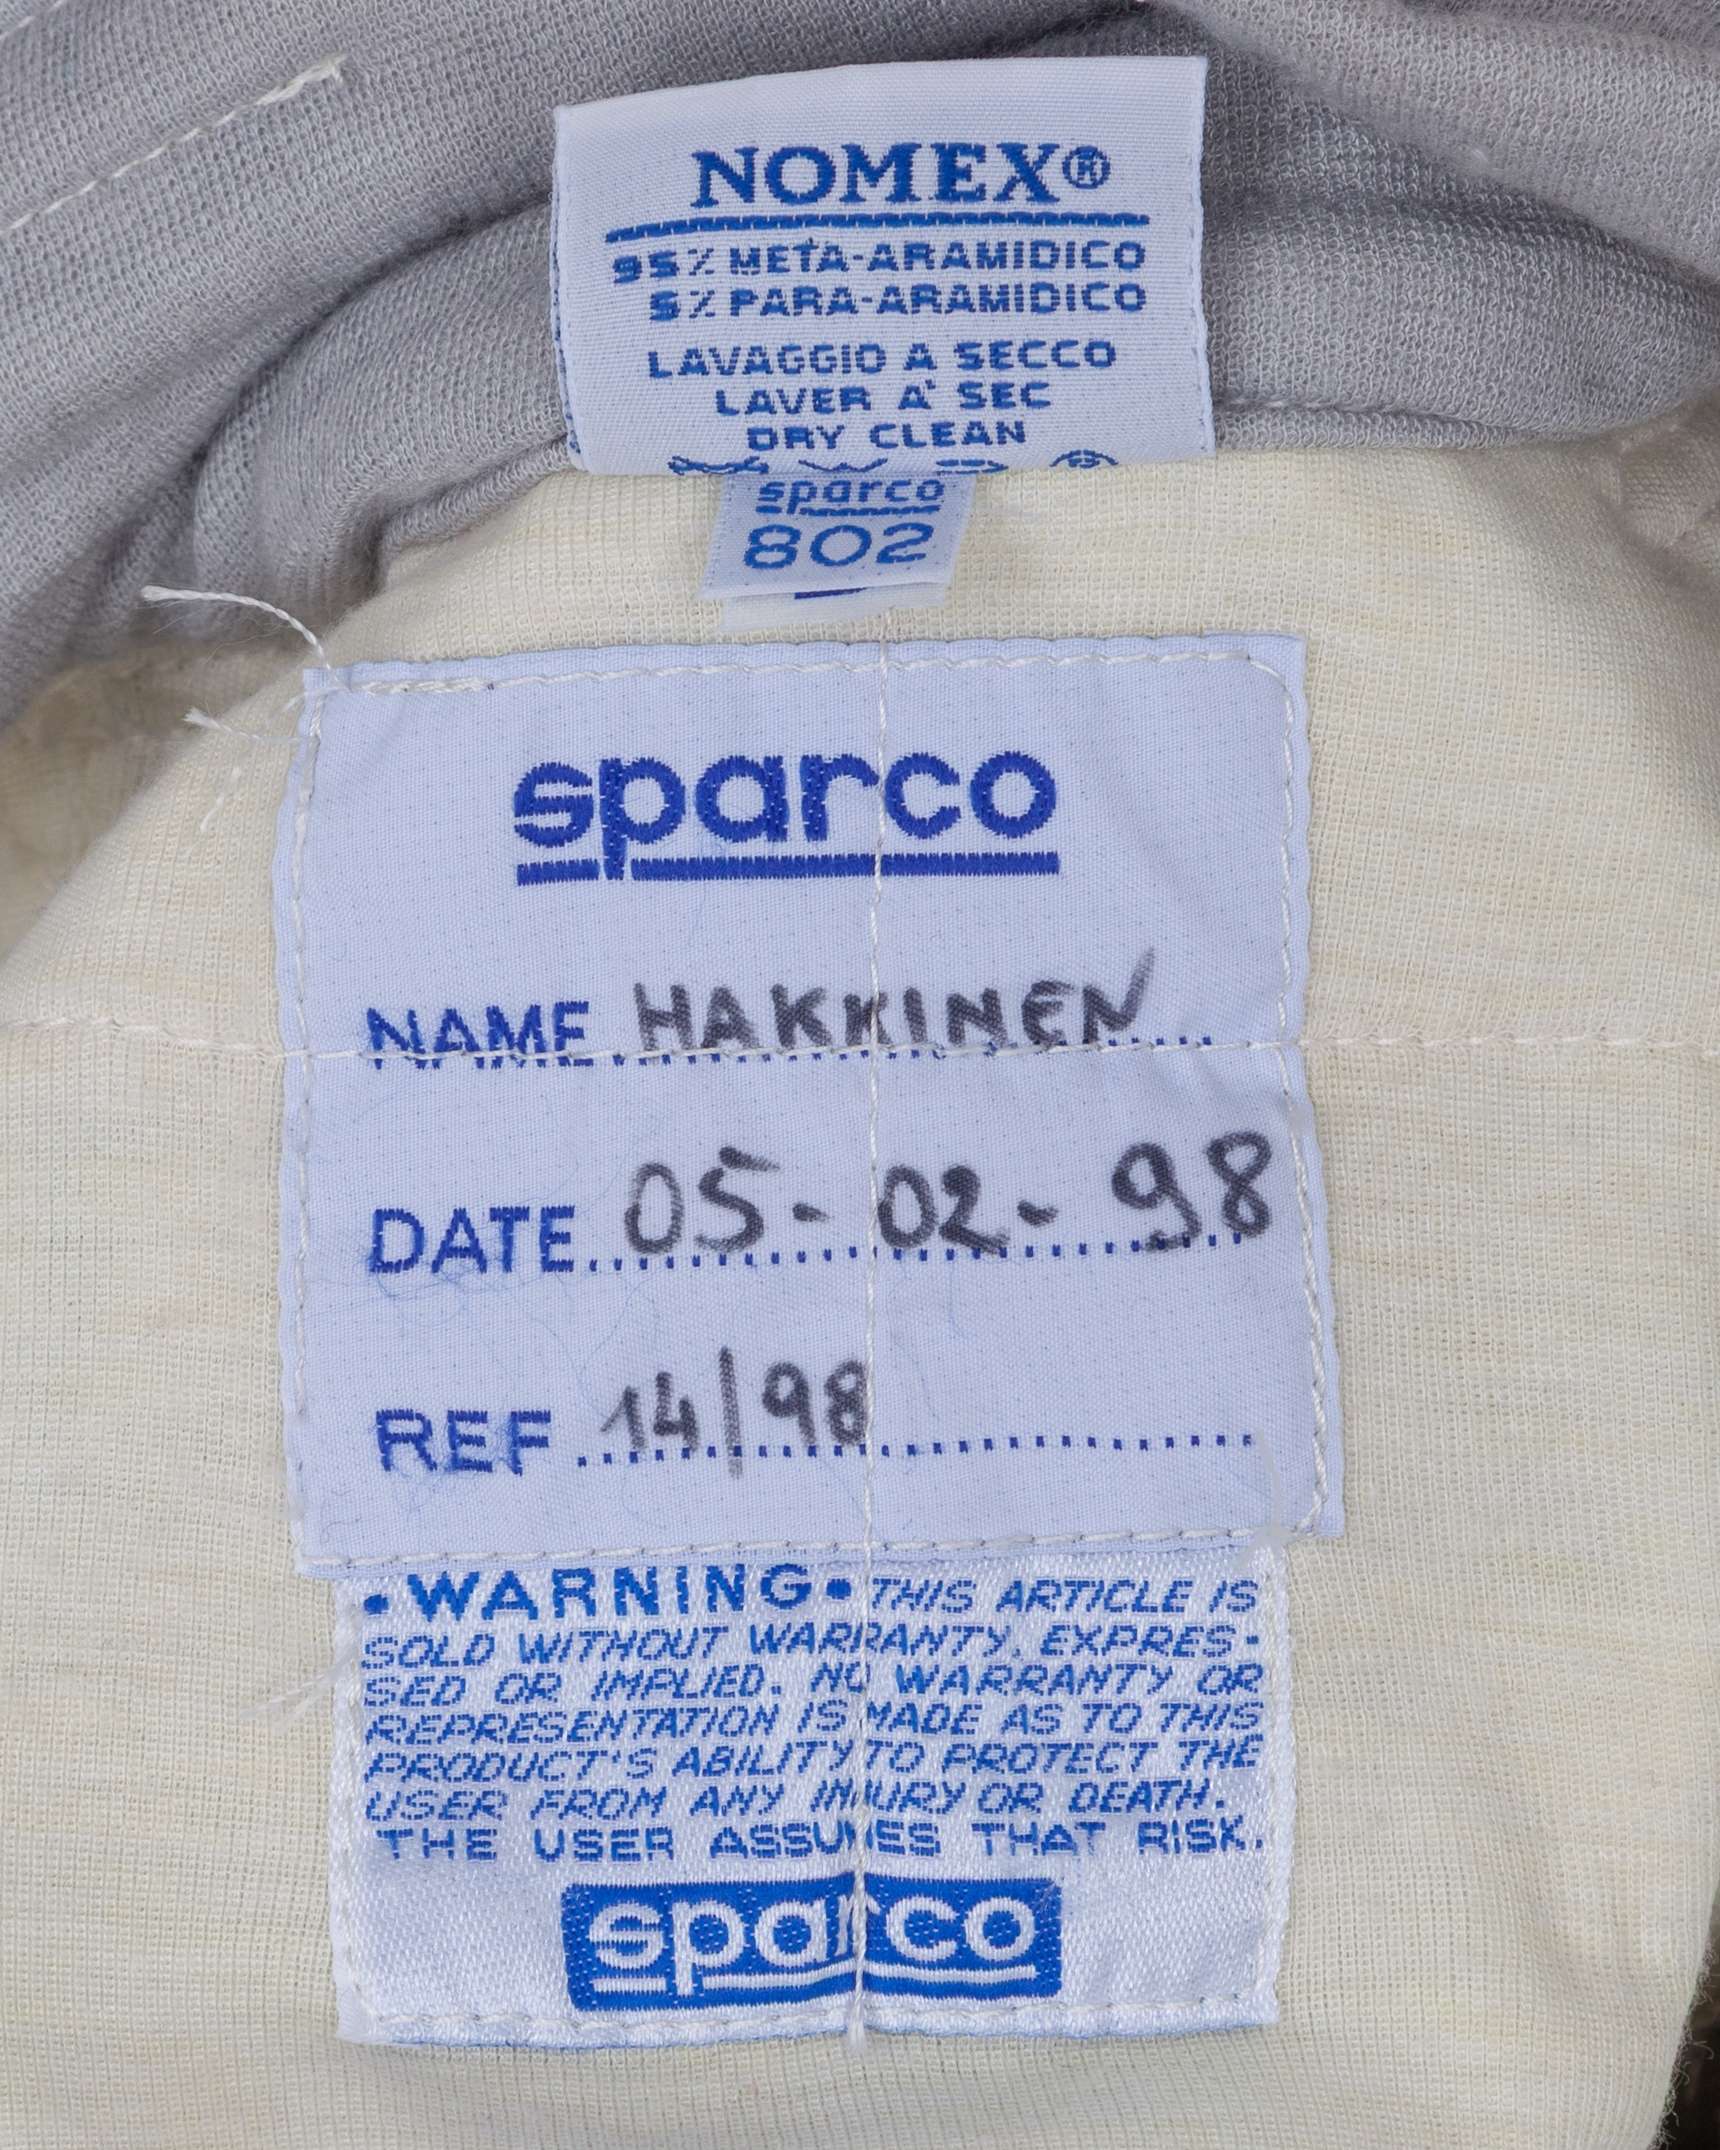 NOMEX®
95% META-ARAMIDICO
5% PARA-ARAMIDICO
LAVAGGIO A SECCO
LAVER A' SEC
DRY CLEAN
sparco
802
sparco
NAME HAKKINEN
DATE 05-02-98
REF 14/98
•WARNING• THIS ARTICLE IS
SOLD WITHOUT WARRANTY, EXPRES-
SED OR IMPLIED. NO WARRANTY OR
REPRESENTATION IS MADE AS TO THIS
PRODUCT'S ABILITY TO PROTECT THE
USER FROM ANY INJURY OR DEATH.
THE USER ASSUMES THAT RISK.
sparco